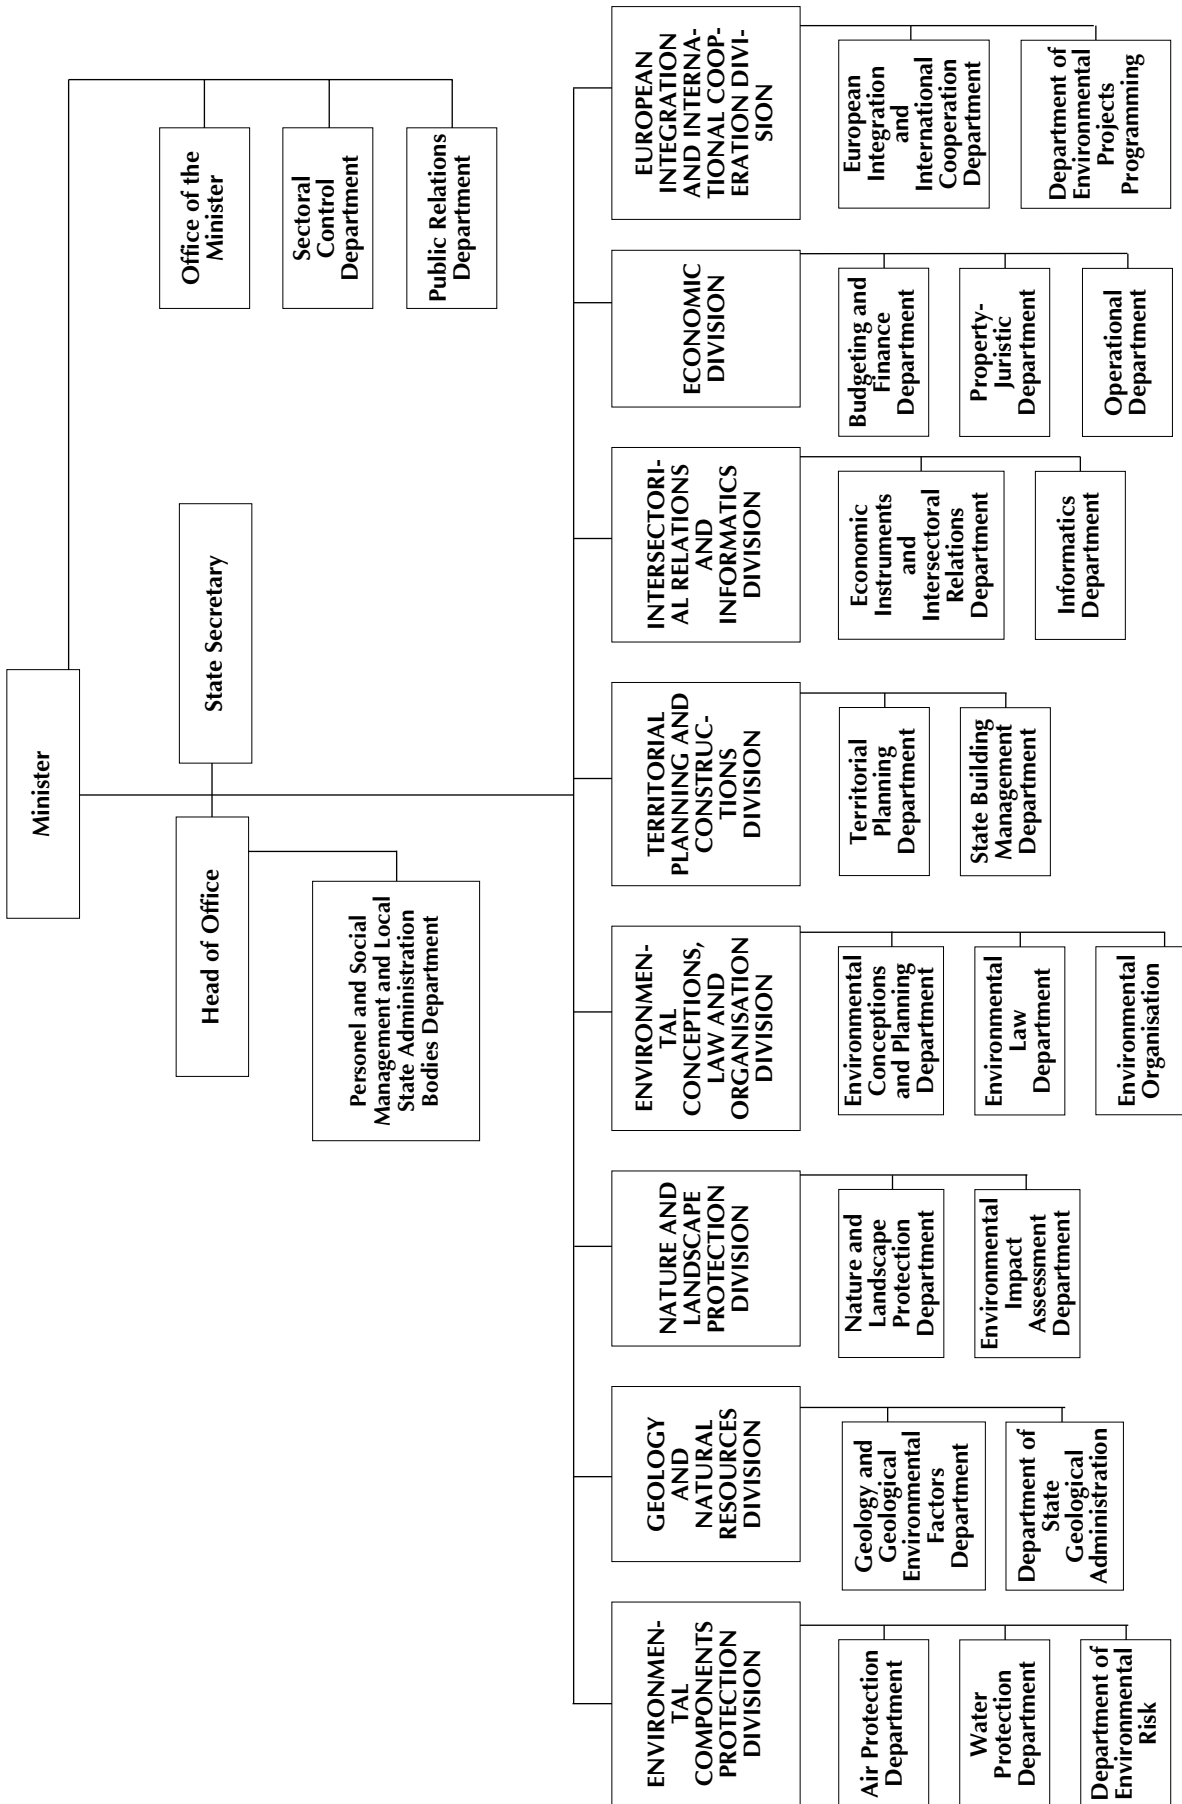 Minister
Office of the
Minister
Sectoral
Control
Department
Public Relations
Department
State Secretary
Head of Office
Personel and Social
Management and Local
State Administration
Bodies Department
ENVIRONMEN-
TAL
COMPONENTS
PROTECTION
DIVISION
Air Protection
Department
Water
Protection
Department
Department of
Environmental
Risk
GEOLOGY
AND
NATURAL
RESOURCES
DIVISION
Geology and
Geological
Environmental
Factors
Department
Department of
State
Geological
Administration
NATURE AND
LANDSCAPE
PROTECTION
DIVISION
Nature and
Landscape
Protection
Department
Environmental
Impact
Assessment
Department
ENVIRONMEN-
TAL
CONCEPTIONS,
LAW AND
ORGANISATION
DIVISION
Environmental
Conceptions
and Planning
Department
Environmental
Law
Department
Environmental
Organisation
TERRITORIAL
PLANNING AND
CONSTRUC-
TIONS
DIVISION
Territorial
Planning
Department
State Building
Management
Department
INTERSECTORI-
AL RELATIONS
AND
INFORMATICS
DIVISION
Economic
Instruments
and
Intersectoral
Relations
Department
Informatics
Department
ECONOMIC
DIVISION
Budgeting and
Finance
Department
Property-
Juristic
Department
Operational
Department
EUROPEAN
INTEGRATION
AND INTERNA-
TIONAL COOP-
ERATION DIVI-
SION
European
Integration
and
International
Cooperation
Department
Department of
Environmental
Projects
Programming